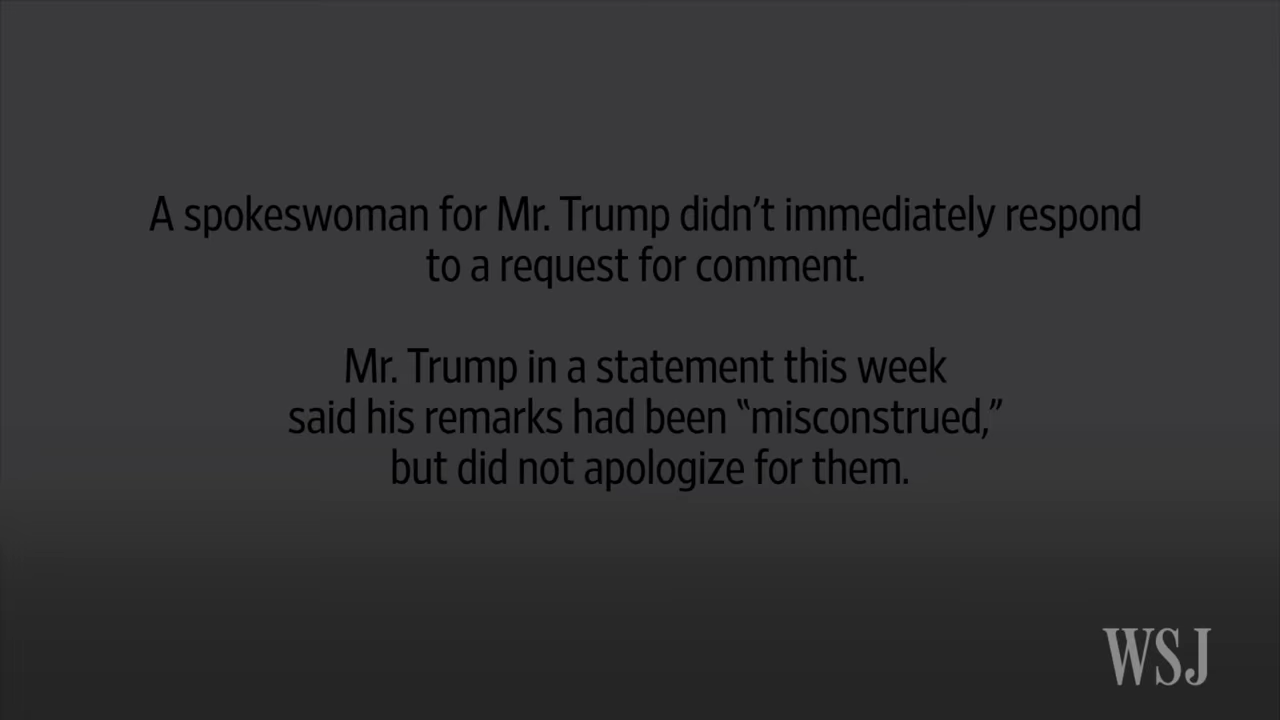 A spokeswoman for Mr. Trump didn’t immediately respond
to a request for comment.
Mr. Trump in a statement this week
said his remarks had been “misconstrued,”
but did not apologize for them.
WSJ